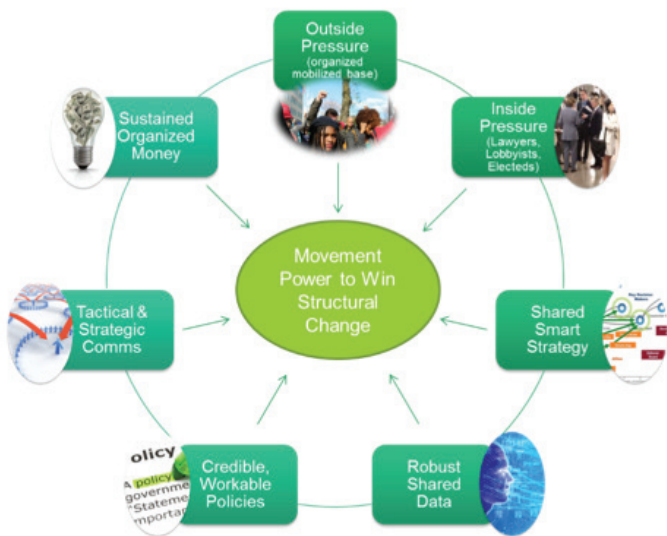 Outside
Pressure
(organized
mobilized base)
Sustained
Organized
Money
Inside
Pressure
(Lawyers,
Lobbyists,
Electeds)
Movement
Power to Win
Structural
Change
Tactical &
Strategic
Comms
Shared
Smart
Strategy
olicy
A policy
governme
"Stateme
mportan
Credible,
Workable
Policies
Robust
Shared
Data